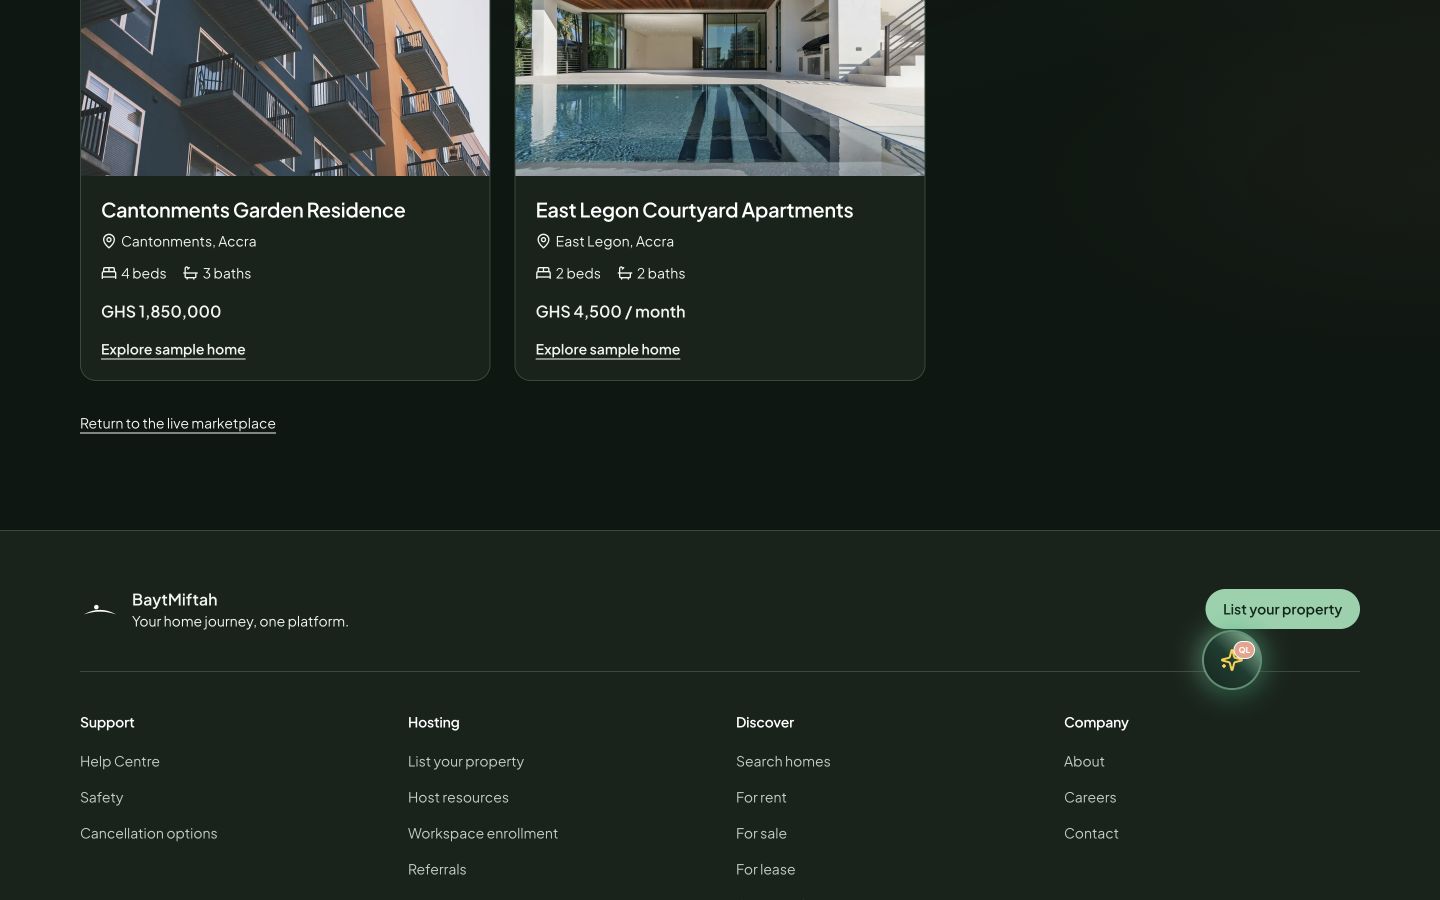 Cantonments Garden Residence
Cantonments, Accra
4 beds 3 baths
GHS 1,850,000
Explore sample home
East Legon Courtyard Apartments
East Legon, Accra
2 beds 2 baths
GHS 4,500 / month
Explore sample home
Return to the live marketplace
BaytMiftah
Your home journey, one platform.
List your property
QL
Support
Help Centre
Safety
Cancellation options
Hosting
List your property
Host resources
Workspace enrollment
Referrals
Discover
Search homes
For rent
For sale
For lease
Company
About
Careers
Contact